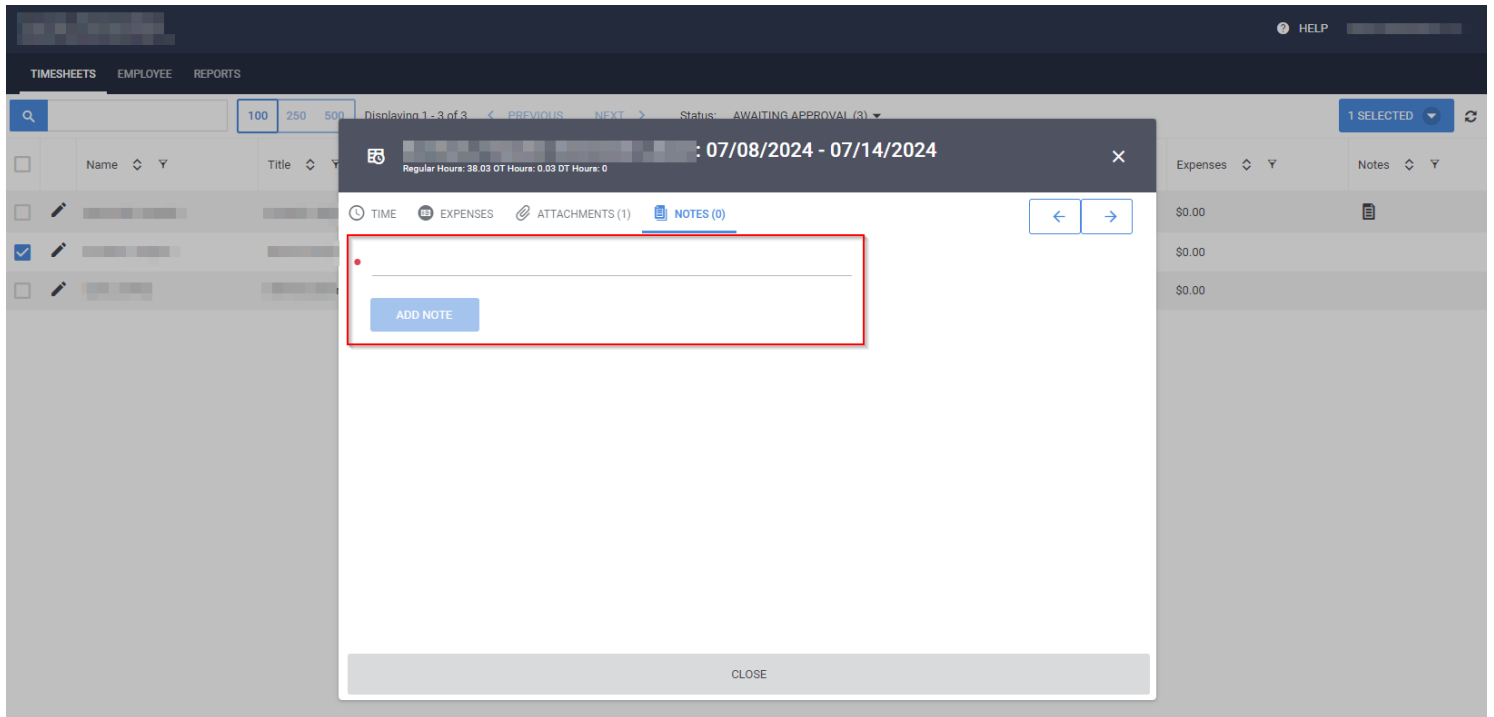 HELP
TIMESHEETS EMPLOYEE REPORTS
100 250 500 Displaying 1 - 3 of 3 PREVIOUS NEXT Status: AWAITING APPROVAL (3) 1 SELECTED
Name Title Expenses Notes
: 07/08/2024 - 07/14/2024
Regular Hours: 38.03 OT Hours: 0.03 DT Hours: 0
TIME EXPENSES ATTACHMENTS (1) NOTES (0)
$0.00
$0.00
$0.00
ADD NOTE
CLOSE